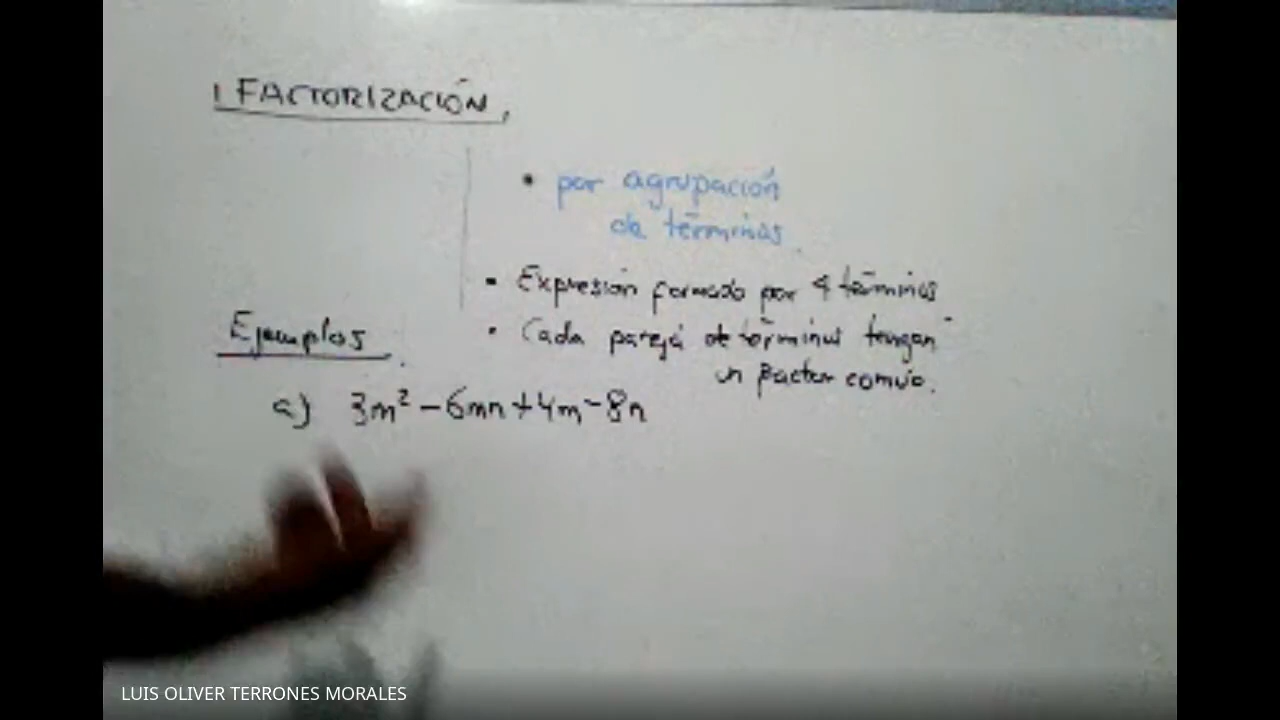 1 FACTORIZACIÓN.
• por agrupación
de términos.
• Expresión formado por 4 términos
• Cada pareja de términos tengan
un factor común.
Ejemplos.
a) 3m² - 6mn + 4m - 8n
LUIS OLIVER TERRONES MORALES